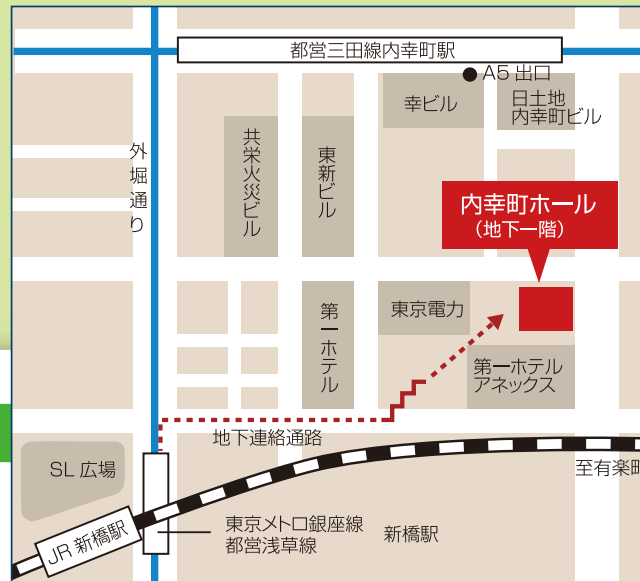 都営三田線内幸町駅
A5 出口
幸ビル
日土地
内幸町ビル
外堀通り
共栄火災ビル
東新ビル
内幸町ホール
（地下一階）
第一ホテル
東京電力
第一ホテル
アネックス
地下連絡通路
SL 広場
至有楽町
JR 新橋駅
東京メトロ銀座線
都営浅草線
新橋駅